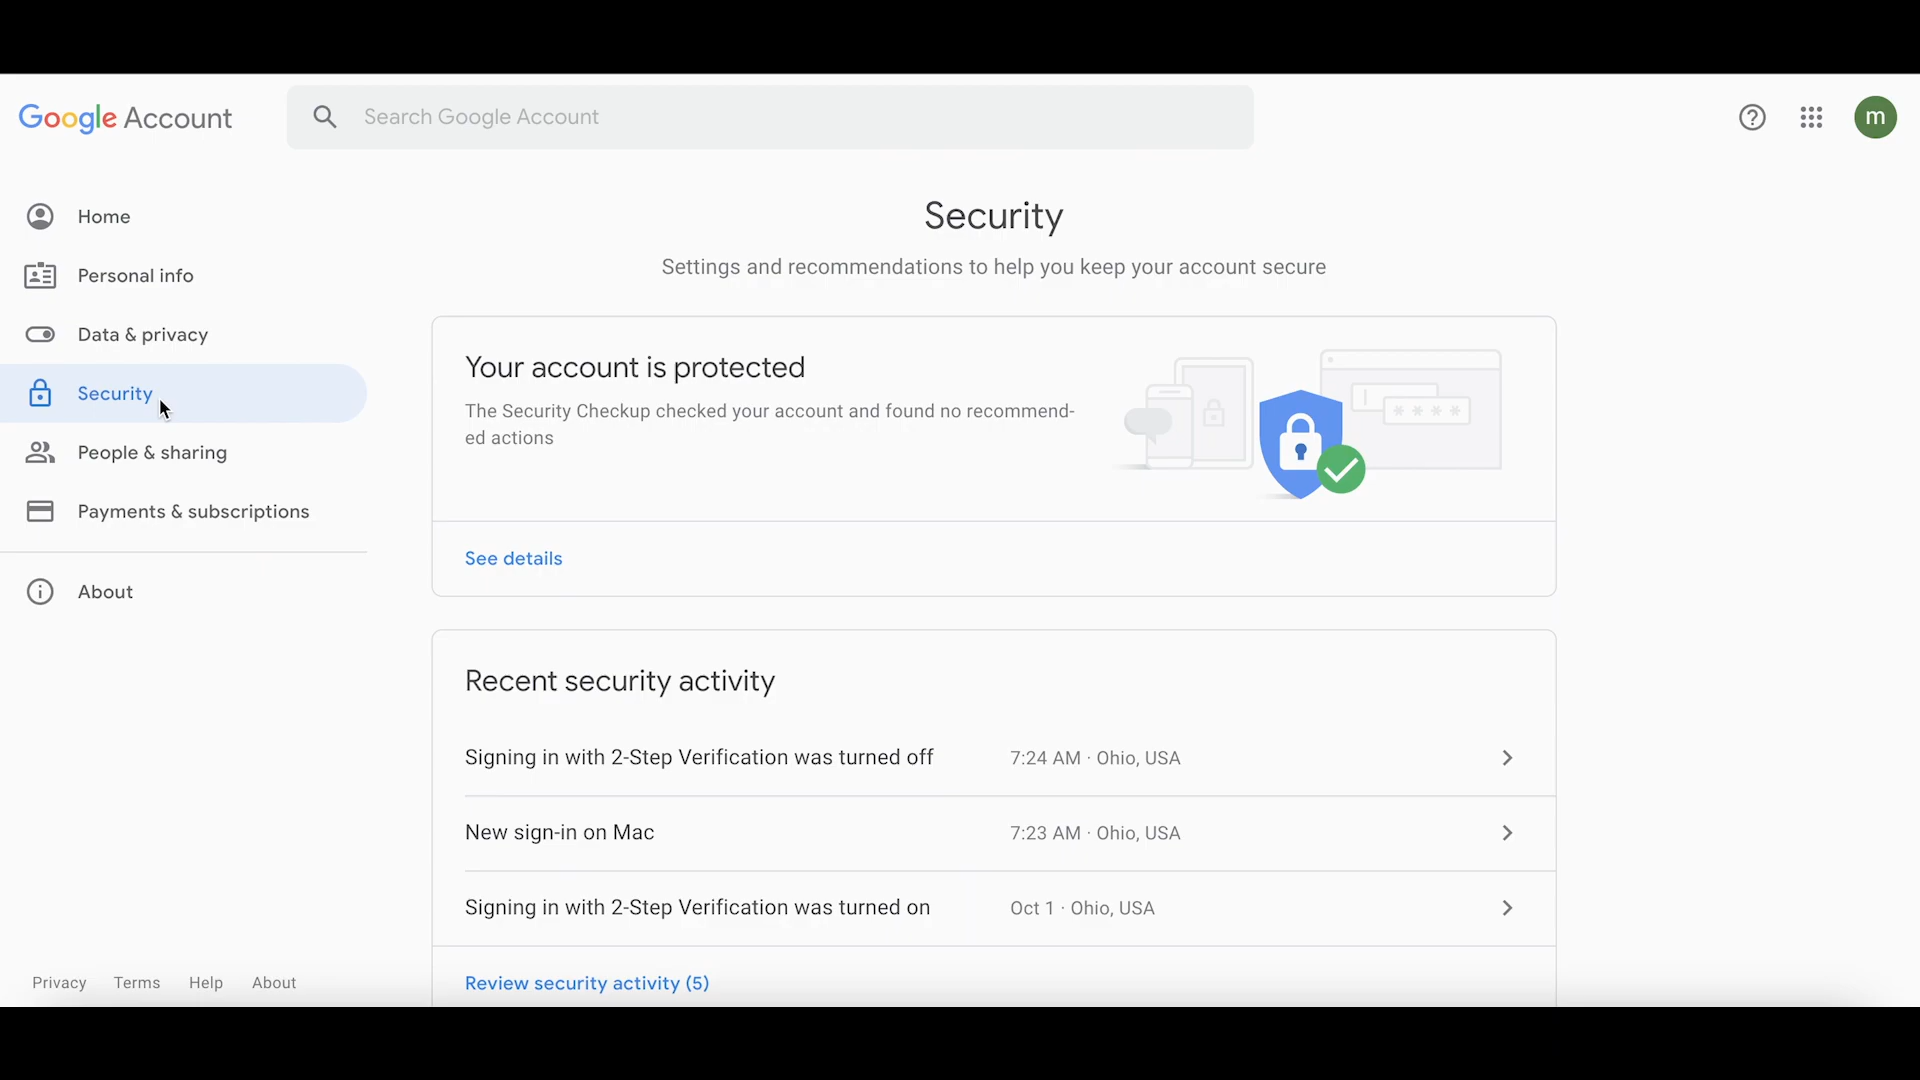 Google Account
Search Google Account
m
Home
Personal info
Data & privacy
Security
People & sharing
Payments & subscriptions
About
Security
Settings and recommendations to help you keep your account secure
Your account is protected
The Security Checkup checked your account and found no recommend-
ed actions
****
See details
Recent security activity
Signing in with 2-Step Verification was turned off 7:24 AM · Ohio, USA
New sign-in on Mac 7:23 AM · Ohio, USA
Signing in with 2-Step Verification was turned on Oct 1 · Ohio, USA
Review security activity (5)
Privacy Terms Help About